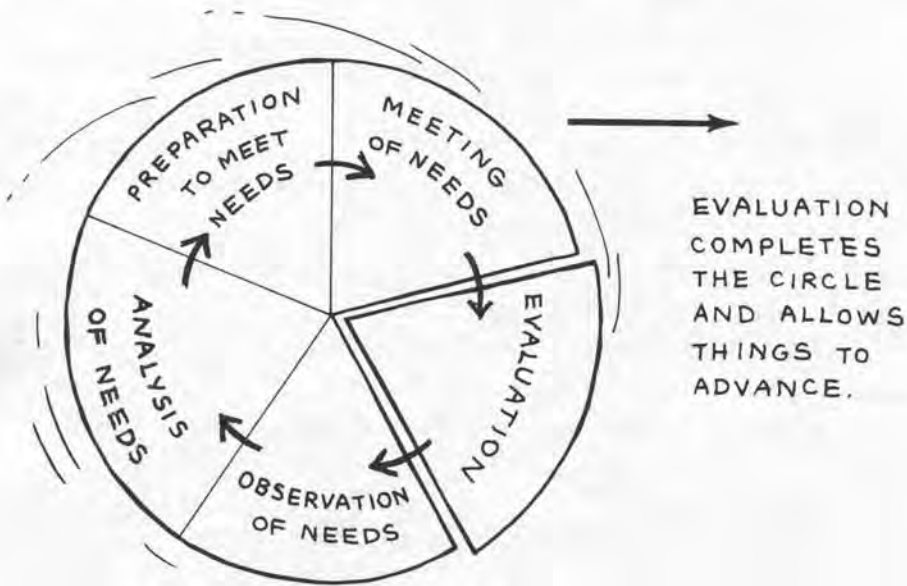 PREPARATION
TO MEET
NEEDS
MEETING
OF NEEDS
EVALUATION
OBSERVATION
OF NEEDS
ANALYSIS
OF NEEDS
EVALUATION
COMPLETES
THE CIRCLE
AND ALLOWS
THINGS TO
ADVANCE.